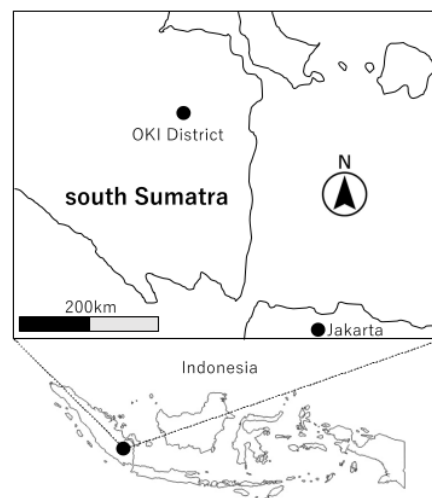 OKI District
N
south Sumatra
200km
Jakarta
Indonesia